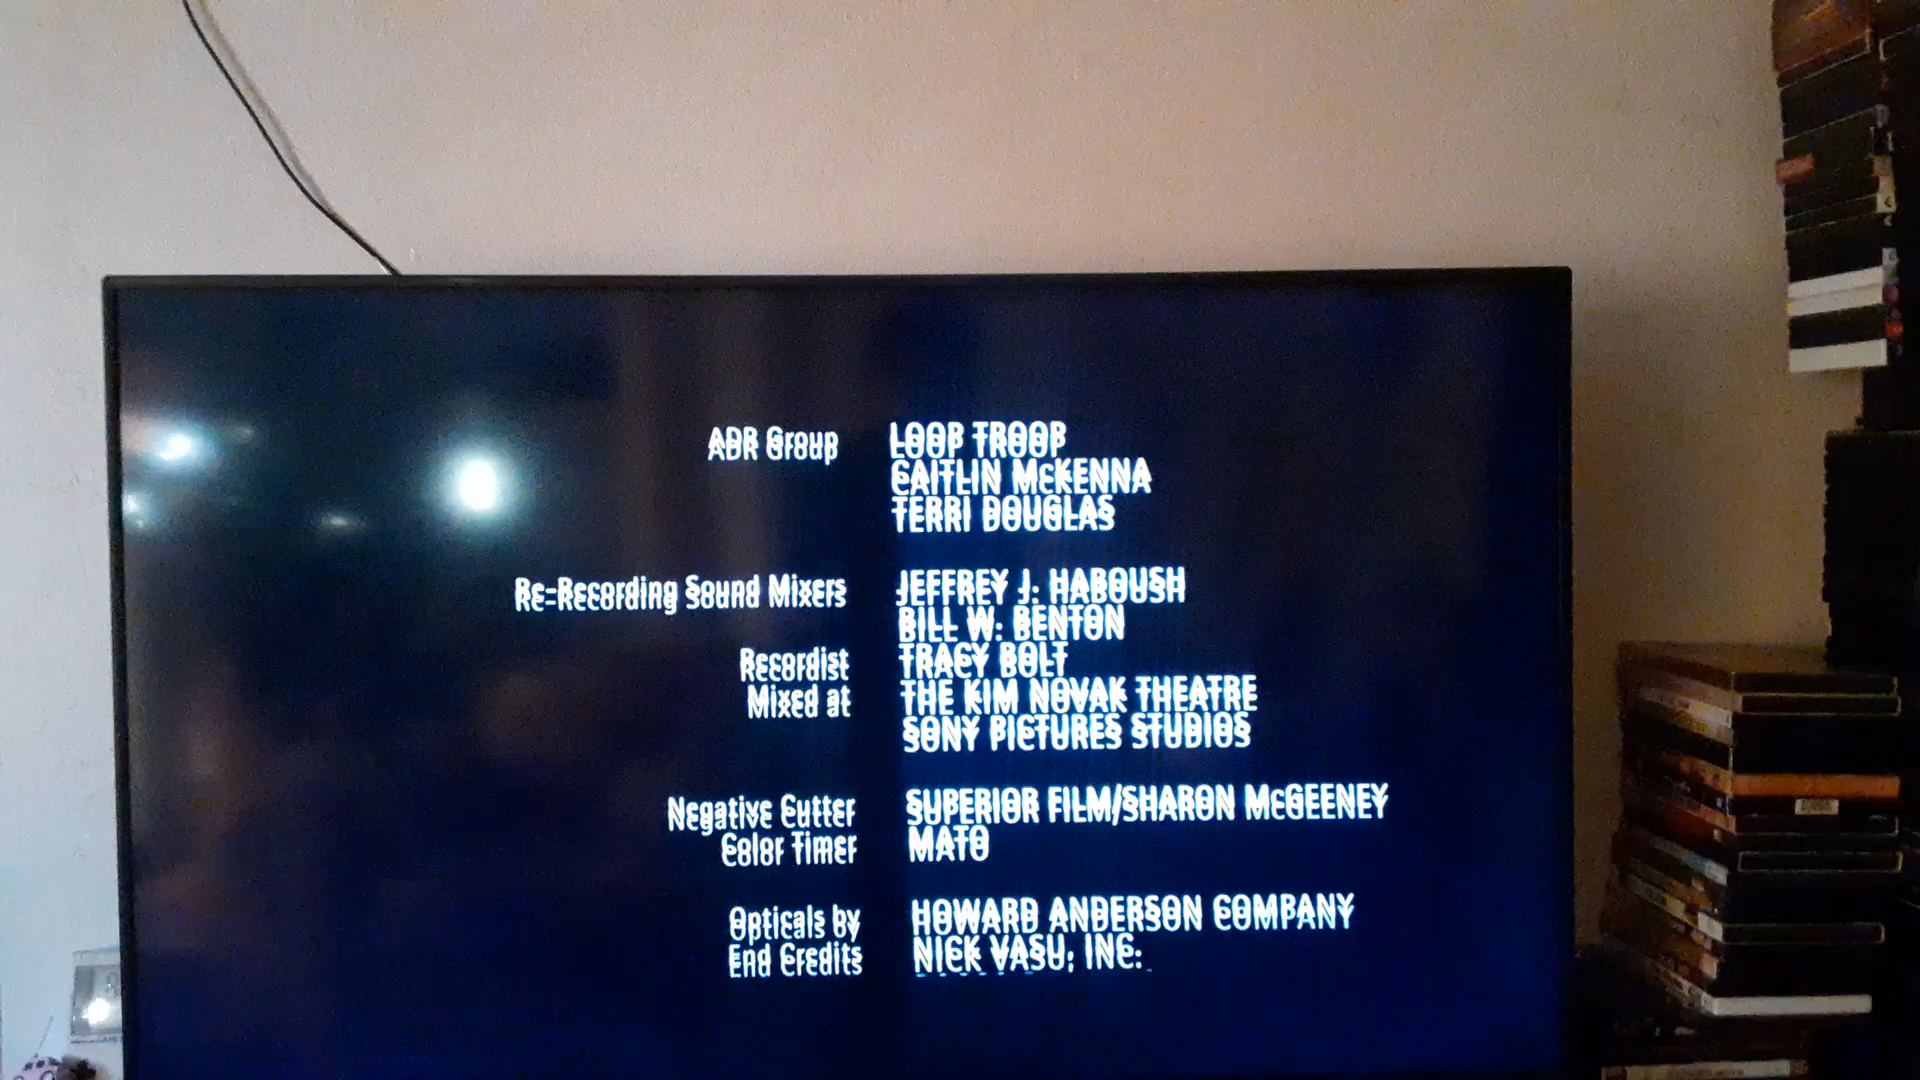 ADR Group LOOP TROOP
CAITLIN McKENNA
TERRI DOUGLAS
Re-Recording Sound Mixers JEFFREY J. HABOUSH
BILL W. BENTON
Recordist TRACY BOLT
Mixed at THE KIM NOVAK THEATRE
SONY PICTURES STUDIOS
Negative Cutter SUPERIOR FILM/SHARON McGEENEY
Color Timer MATO
Opticals by HOWARD ANDERSON COMPANY
End Credits NICK VASU, INC.